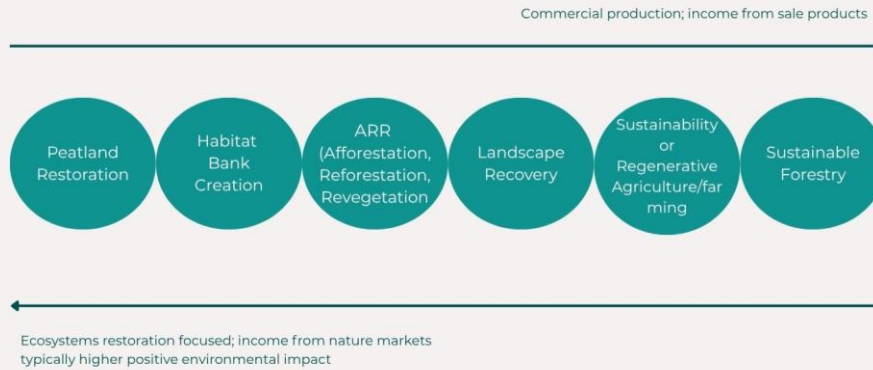 Commercial production; income from sale products
Peatland
Restoration
Habitat
Bank
Creation
ARR
(Afforestation,
Reforestation,
Revegetation
Landscape
Recovery
Sustainability
or
Regenerative
Agriculture/far
ming
Sustainable
Forestry
Ecosystems restoration focused; income from nature markets
typically higher positive environmental impact